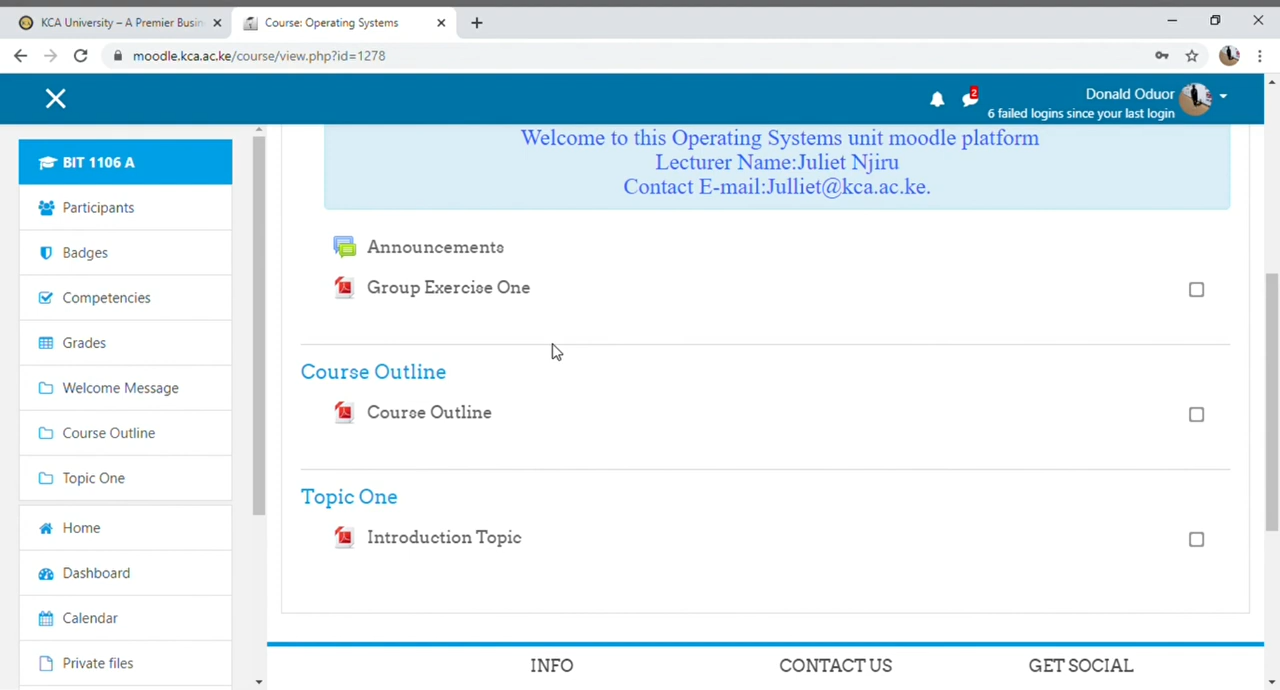 KCA University – A Premier Busin
Course: Operating Systems
moodle.kca.ac.ke/course/view.php?id=1278
2
Donald Oduor
6 failed logins since your last login
BIT 1106 A
Participants
Badges
Competencies
Grades
Welcome Message
Course Outline
Topic One
Home
Dashboard
Calendar
Private files
Welcome to this Operating Systems unit moodle platform
Lecturer Name:Juliet Njiru
Contact E-mail:Julliet@kca.ac.ke.
Announcements
Group Exercise One
Course Outline
Course Outline
Topic One
Introduction Topic
INFO
CONTACT US
GET SOCIAL